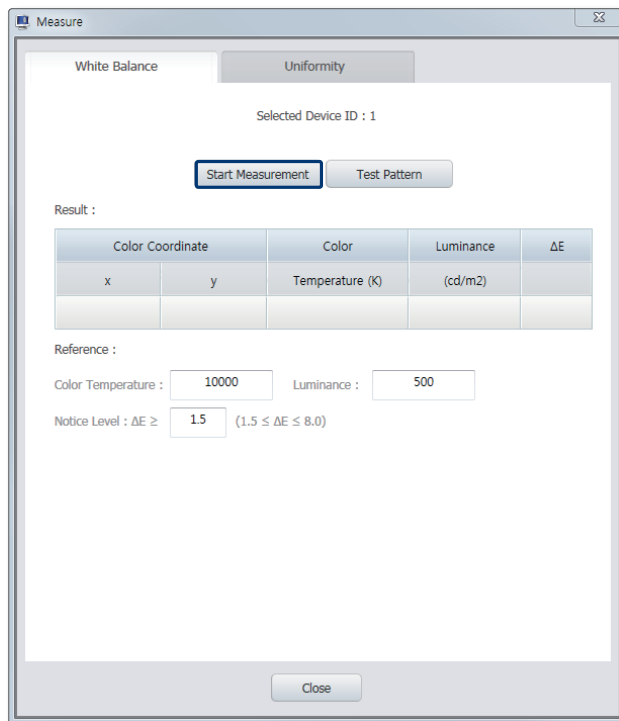 Measure
White Balance Uniformity
Selected Device ID : 1
Start Measurement Test Pattern
Result :
Color Coordinate Color Luminance ΔE
x y Temperature (K) (cd/m2)
Reference :
Color Temperature : 10000 Luminance : 500
Notice Level : ΔE ≥ 1.5 (1.5 ≤ ΔE ≤ 8.0)
Close